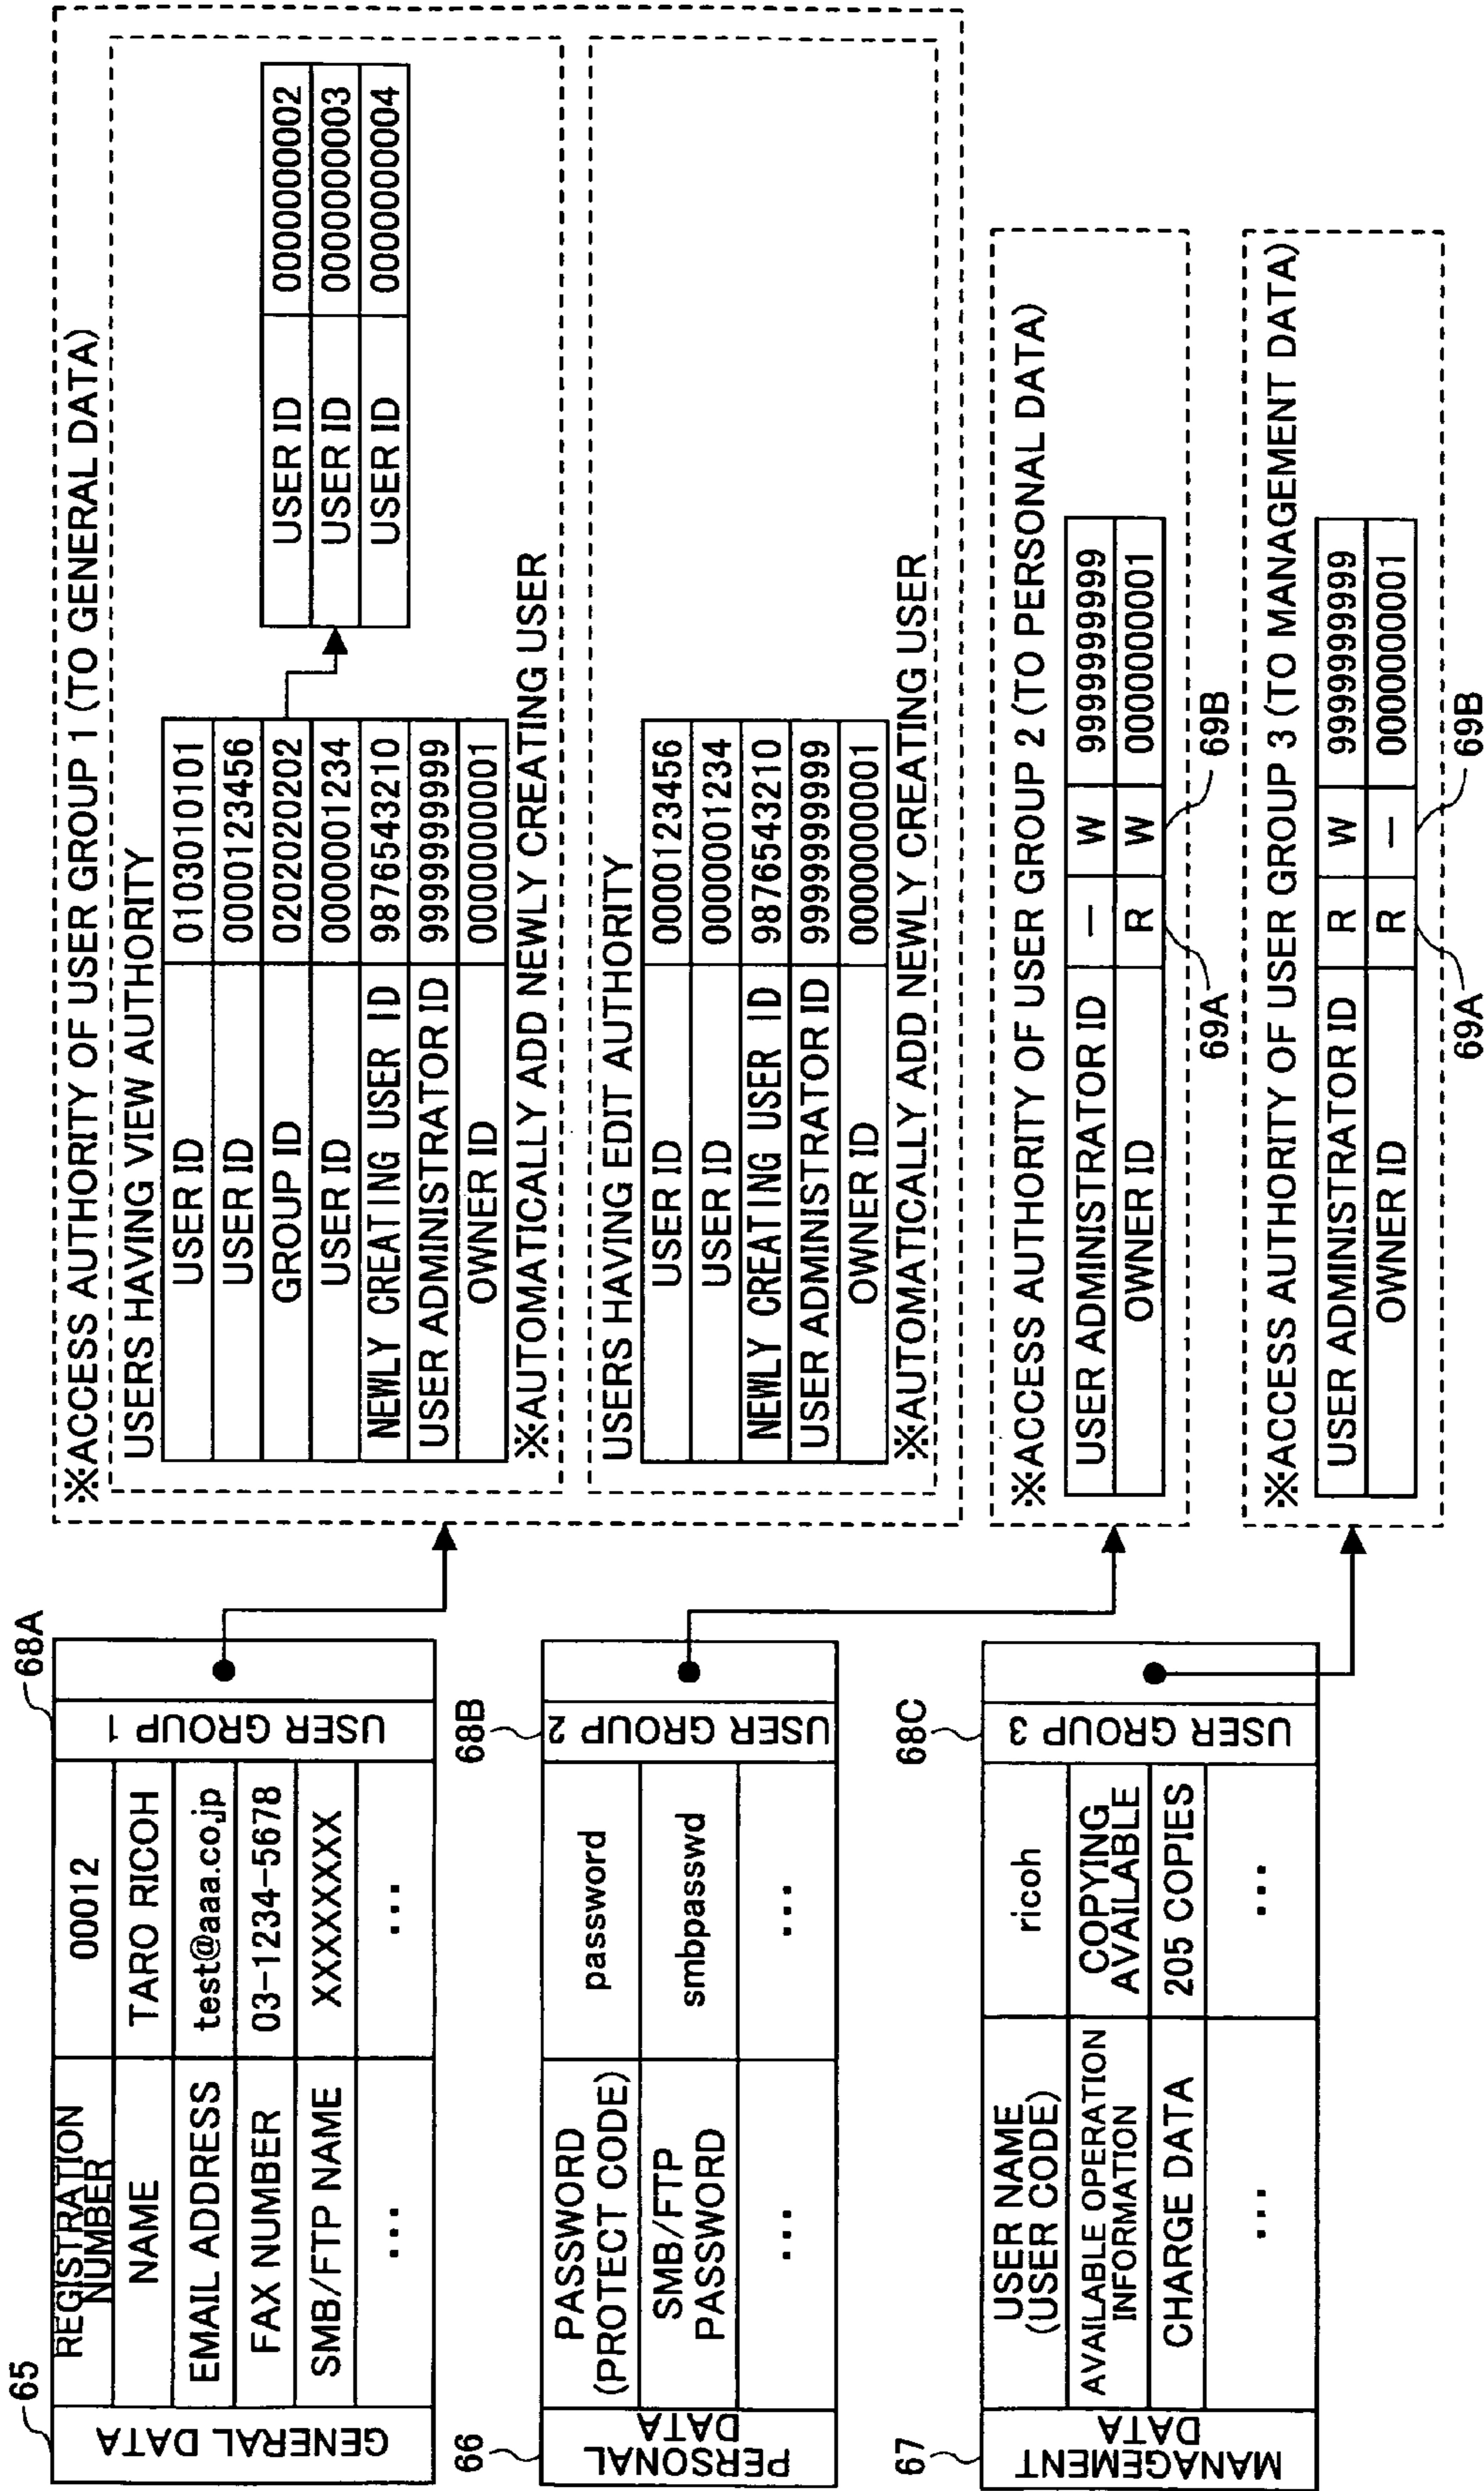 65
GENERAL DATA
REGISTRATION NUMBER 00012
NAME TARO RICOH
EMAIL ADDRESS test@aaa.co,jp
FAX NUMBER 03-1234-5678
SMB/FTP NAME XXXXXXXX
... ...
68A
USER GROUP 1
66
PERSONAL DATA
PASSWORD (PROTECT CODE) password
SMB/FTP PASSWORD smbpasswd
... ...
68B
USER GROUP 2
67
MANAGEMENT DATA
USER NAME (USER CODE) ricoh
AVAILABLE OPERATION INFORMATION COPYING AVAILABLE
CHARGE DATA 205 COPIES
... ...
68C
USER GROUP 3
※ACCESS AUTHORITY OF USER GROUP 1 (TO GENERAL DATA)
USERS HAVING VIEW AUTHORITY
USER ID 0103010101
USER ID 0000123456
GROUP ID 0202020202
USER ID 0000001234
NEWLY CREATING USER ID 9876543210
USER ADMINISTRATOR ID 9999999999
OWNER ID 0000000001
※AUTOMATICALLY ADD NEWLY CREATING USER
USER ID 0000000002
USER ID 0000000003
USER ID 0000000004
USERS HAVING EDIT AUTHORITY
USER ID 0000123456
USER ID 0000001234
NEWLY CREATING USER ID 9876543210
USER ADMINISTRATOR ID 9999999999
OWNER ID 0000000001
※AUTOMATICALLY ADD NEWLY CREATING USER
※ACCESS AUTHORITY OF USER GROUP 2 (TO PERSONAL DATA)
USER ADMINISTRATOR ID — W 9999999999
OWNER ID R W 0000000001
69A 69B
※ACCESS AUTHORITY OF USER GROUP 3 (TO MANAGEMENT DATA)
USER ADMINISTRATOR ID R W 9999999999
OWNER ID R — 0000000001
69A 69B